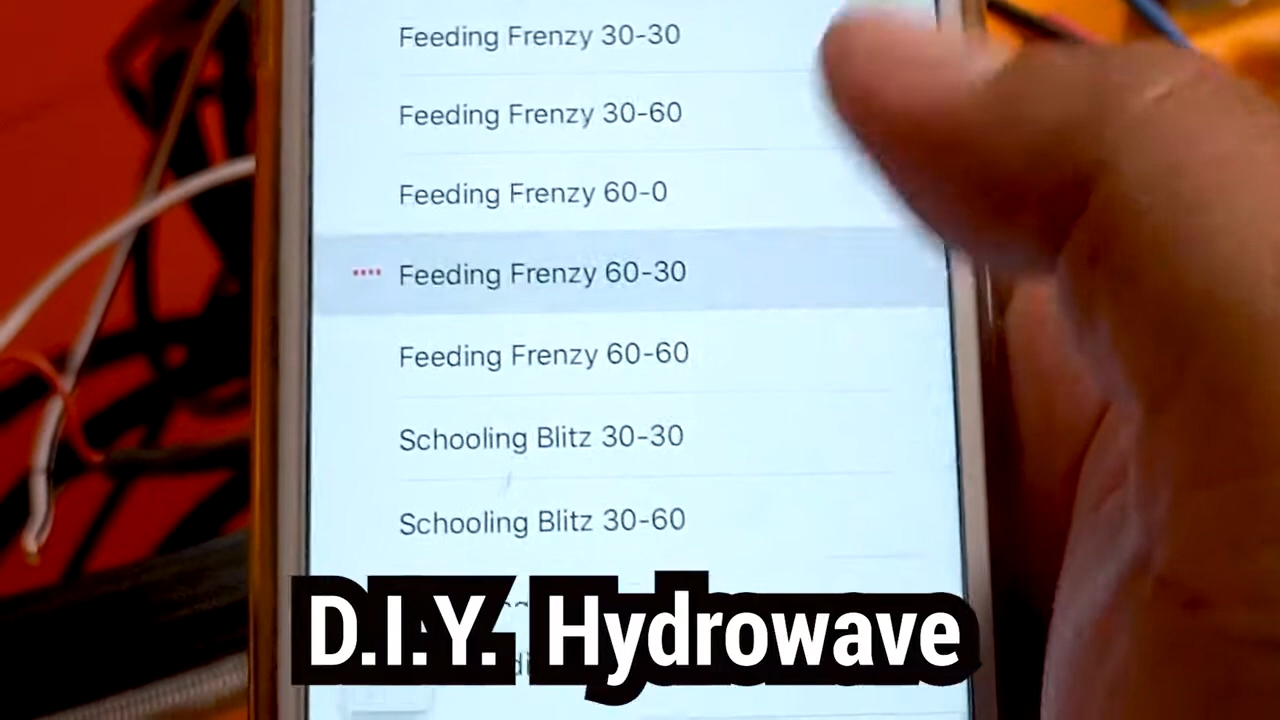 Feeding Frenzy 30-30
Feeding Frenzy 30-60
Feeding Frenzy 60-0
Feeding Frenzy 60-30
Feeding Frenzy 60-60
Schooling Blitz 30-30
Schooling Blitz 30-60
D.I.Y. Hydrowave